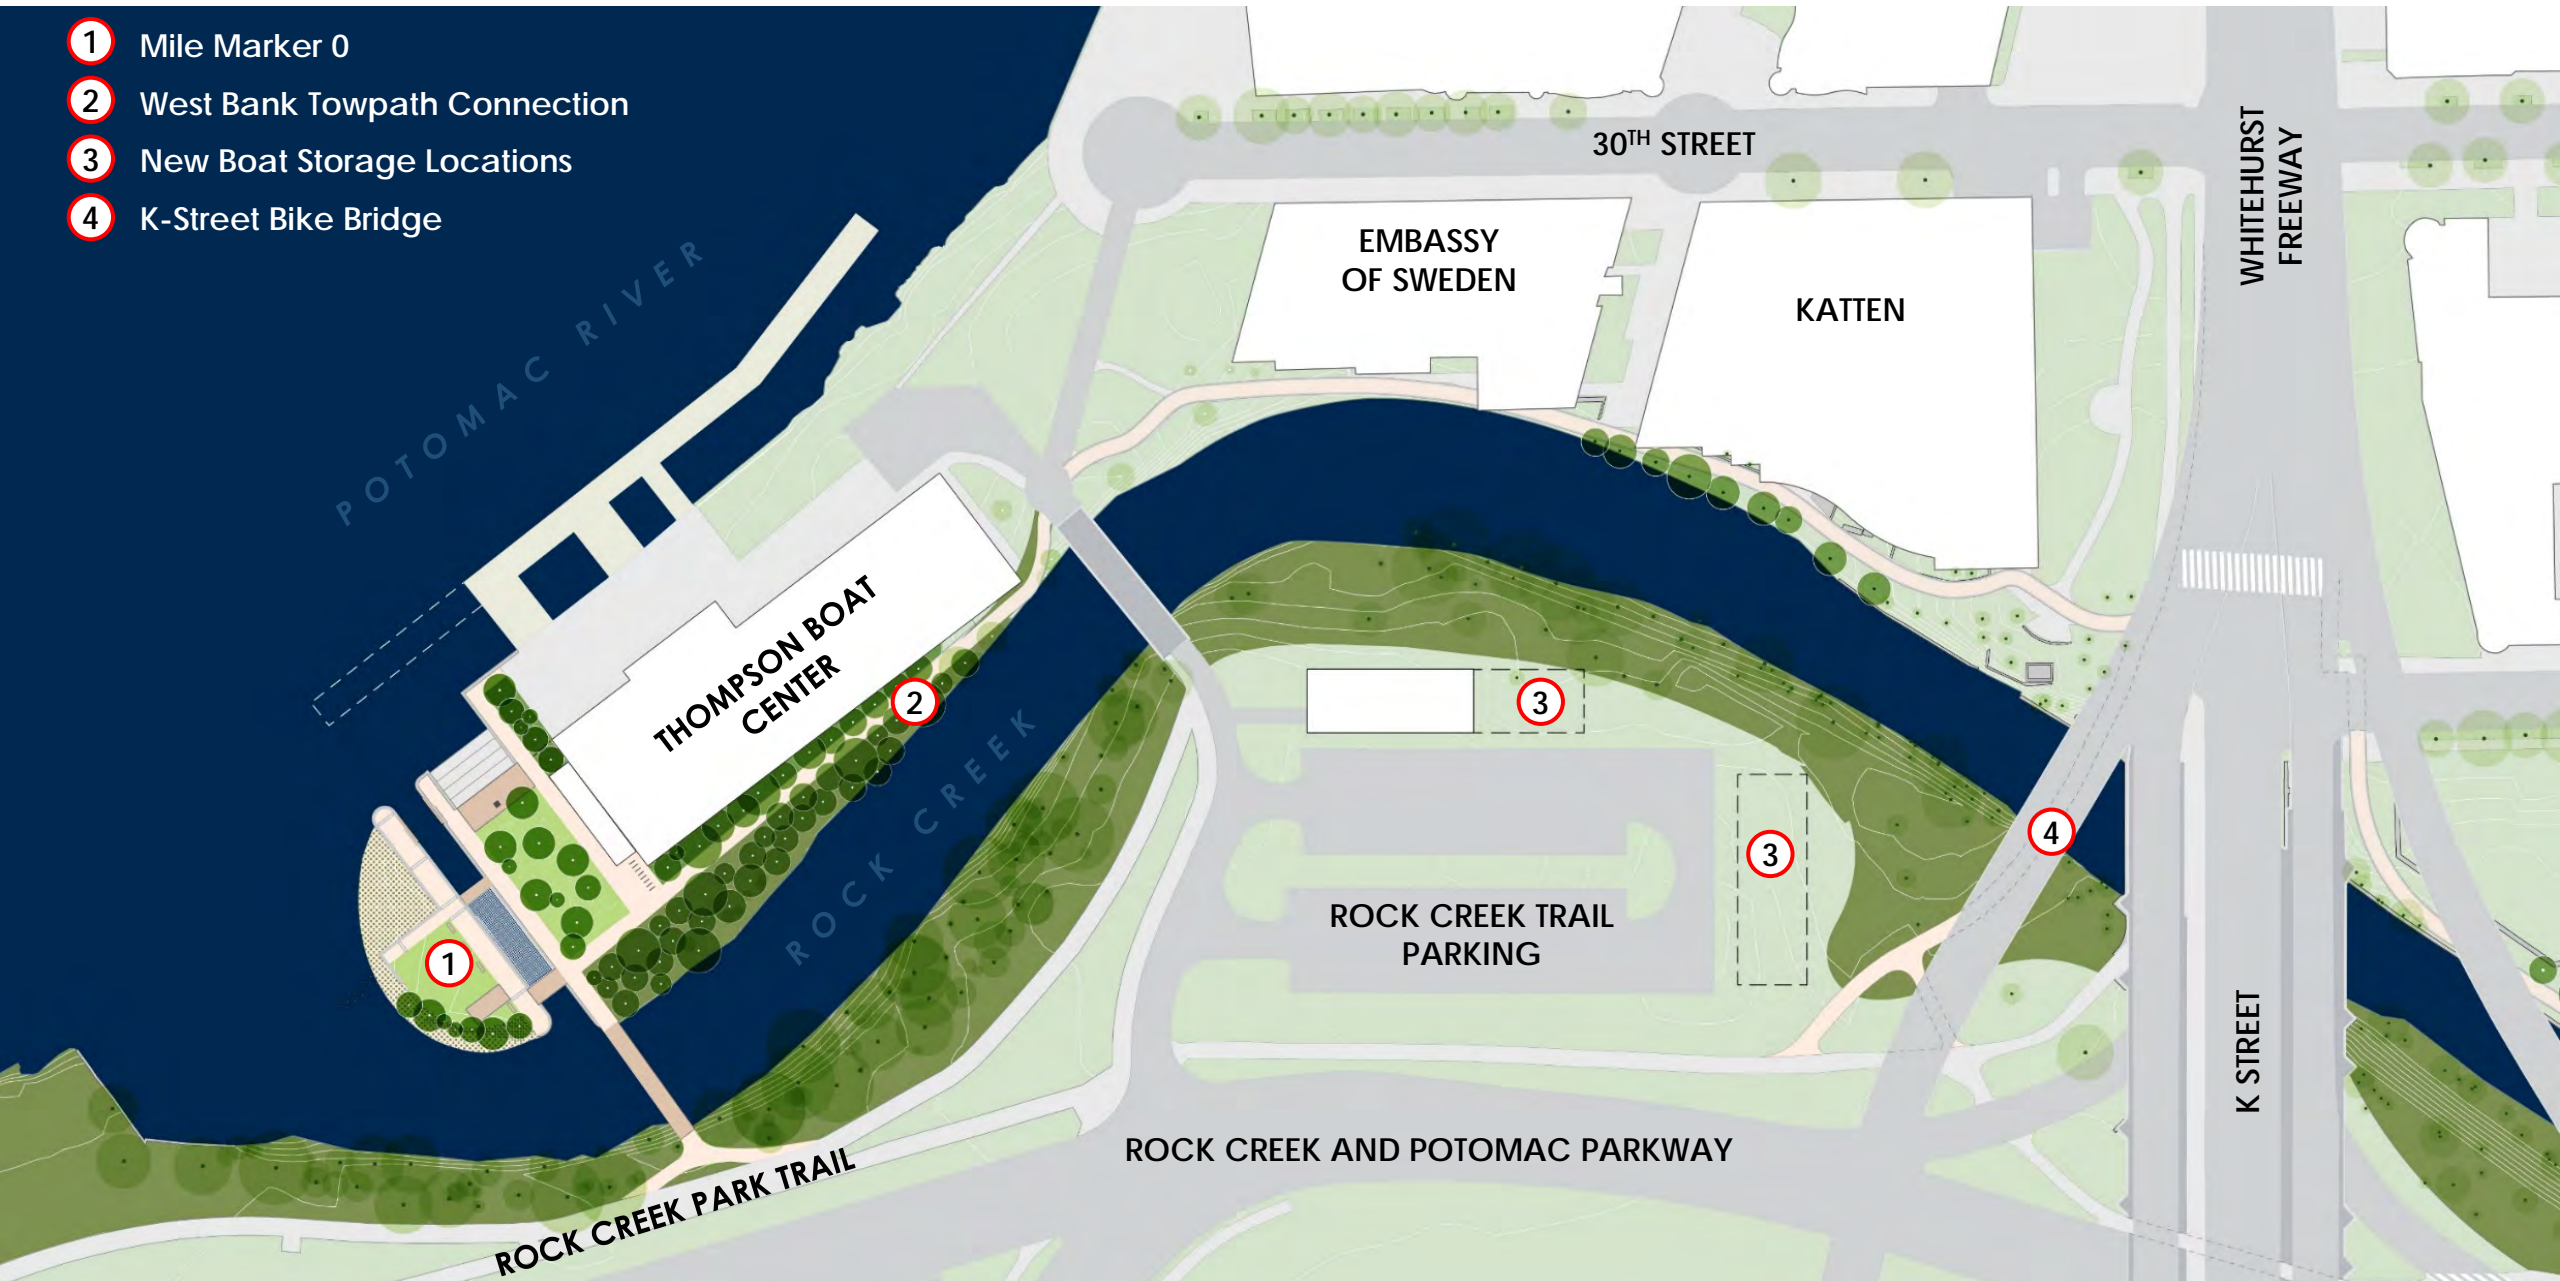 1 Mile Marker 0
2 West Bank Towpath Connection
3 New Boat Storage Locations
4 K-Street Bike Bridge
POTOMAC RIVER
30TH STREET
WHITEHURST
FREEWAY
EMBASSY
OF SWEDEN
KATTEN
THOMPSON BOAT
CENTER
2
3
ROCK CREEK
3
4
1
ROCK CREEK TRAIL
PARKING
K STREET
ROCK CREEK AND POTOMAC PARKWAY
ROCK CREEK PARK TRAIL